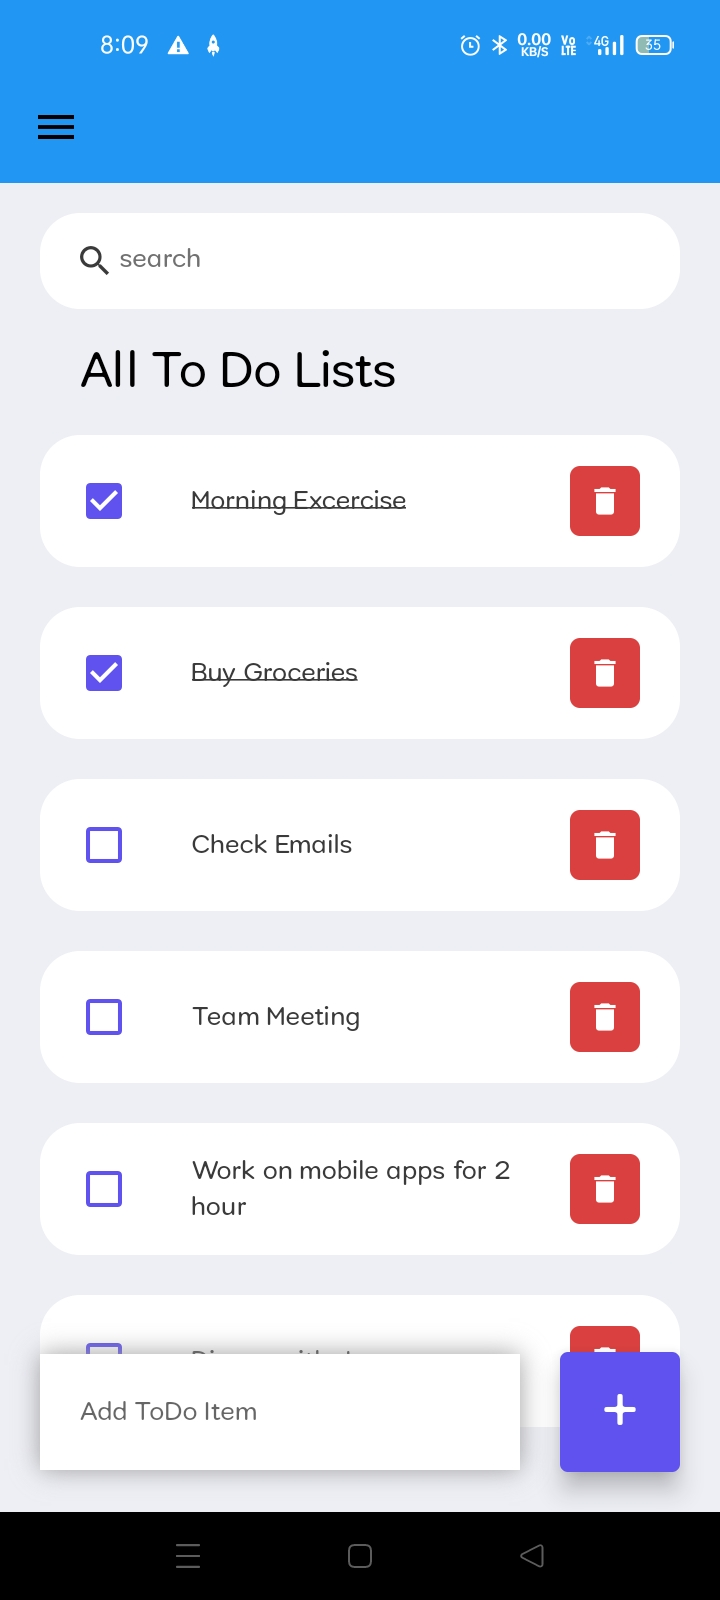 8:09
0.00
KB/S
Vo
LTE
4G
35
search
All To Do Lists
Morning Excercise
Buy Groceries
Check Emails
Team Meeting
Work on mobile apps for 2
hour
Add ToDo Item